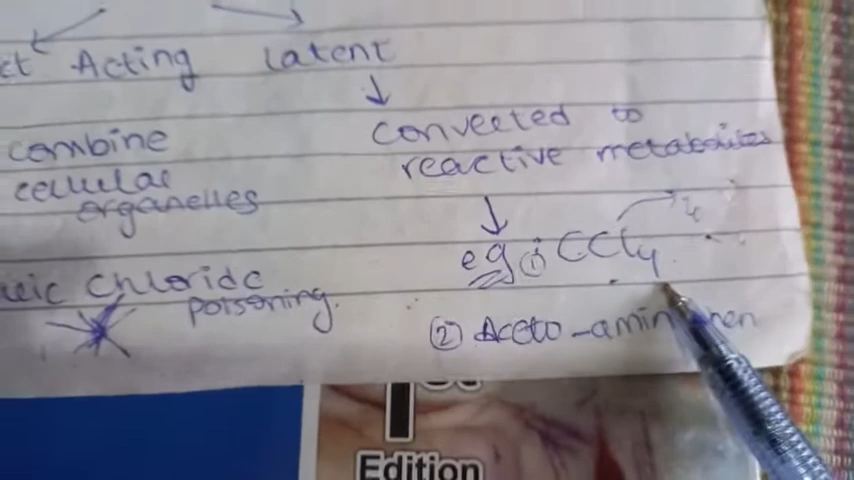 Acting latent
combine
converted to
cellular
reactive metabolites
organelles
eg ① CCl4
chloride
poisoning.
② Aceto-amin
Edition